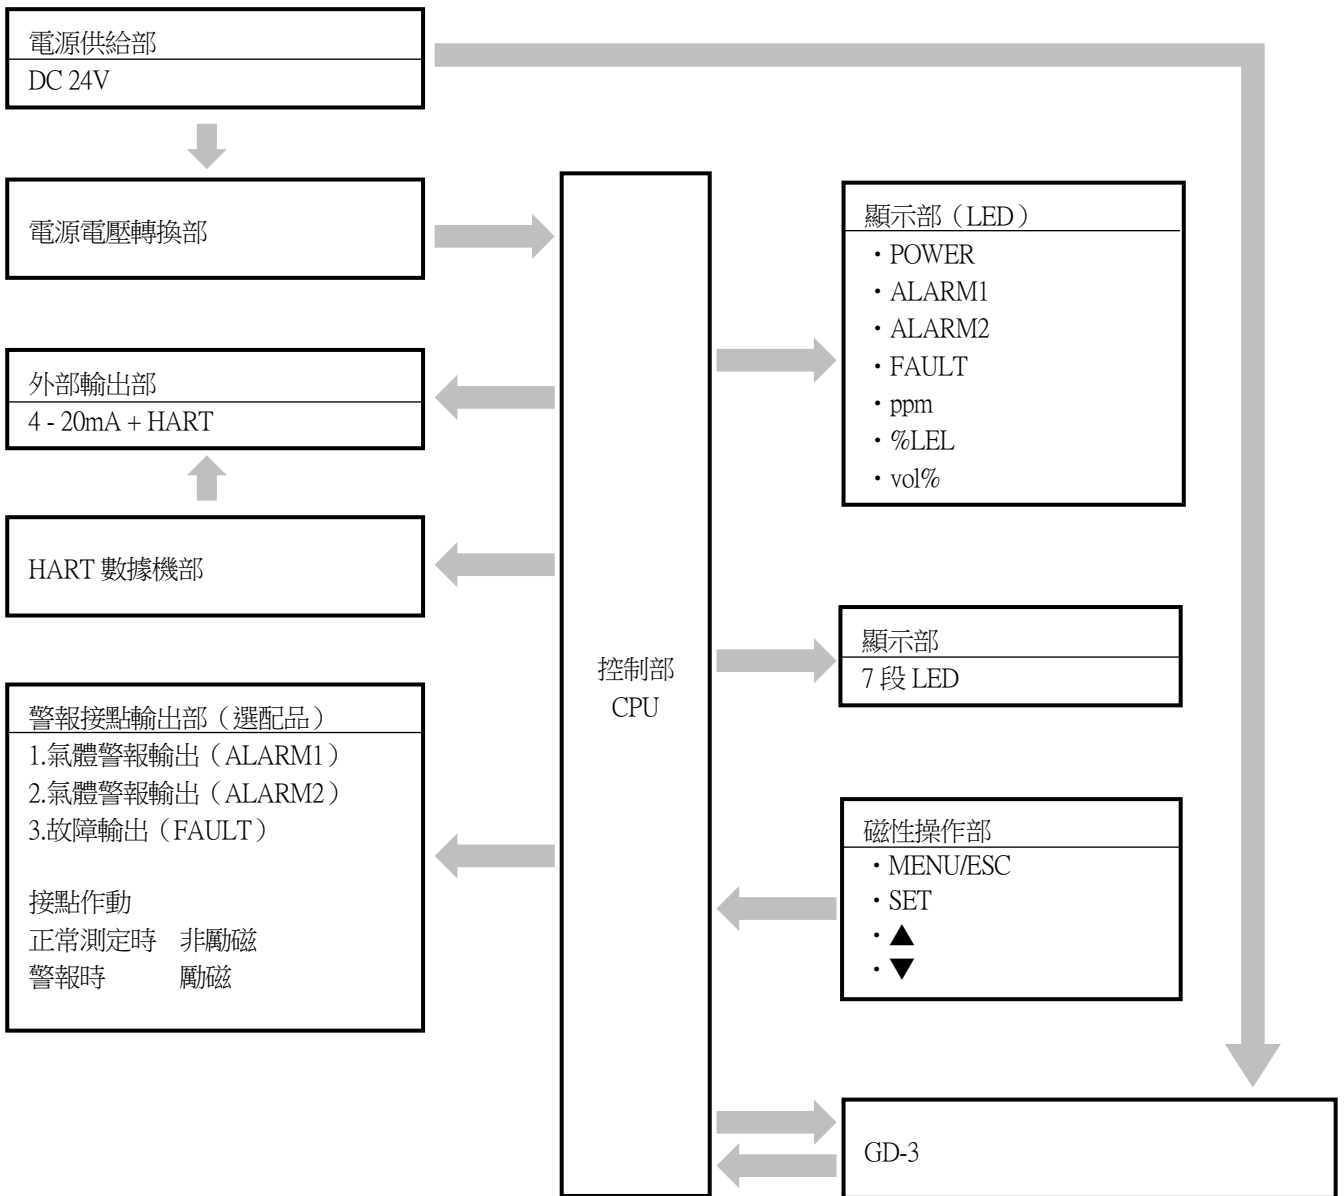 電源供給部
DC 24V
電源電壓轉換部
外部輸出部
4 - 20mA + HART
HART 數據機部
警報接點輸出部（選配品）
1.氣體警報輸出（ALARM1）
2.氣體警報輸出（ALARM2）
3.故障輸出（FAULT）
接點作動
正常測定時　非勵磁
警報時　　　勵磁
控制部
CPU
顯示部（LED）
・POWER
・ALARM1
・ALARM2
・FAULT
・ppm
・%LEL
・vol%
顯示部
7 段 LED
磁性操作部
・MENU/ESC
・SET
・▲
・▼
GD-3